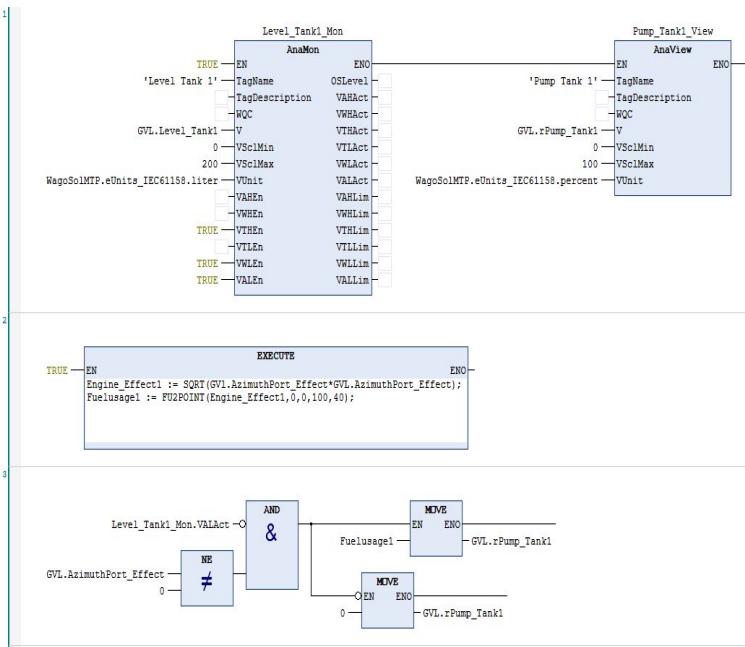 1
Level_Tank1_Mon
Pump_Tank1_View
AnaMon
AnaView
TRUE EN ENO
EN ENO
'Level Tank 1' TagName OSLevel
'Pump Tank 1' TagName
TagDescription VAHAct
TagDescription
WQC VWHAct
WQC
GVL.Level_Tank1 V VTHAct
GVL.rPump_Tank1 V
0 VSclMin VTLAct
0 VSclMin
200 VSclMax VWLAct
100 VSclMax
WagoSolMTP.eUnits_IEC61158.liter VUnit VALAct
WagoSolMTP.eUnits_IEC61158.percent VUnit
VAHEn VAHLim
VWHEn VWHLim
TRUE VTHEn VTHLim
VTLEn VTLLim
TRUE VWLEn VWLLim
TRUE VALEn VALLim
2
EXECUTE
TRUE EN ENO
Engine_Effect1 := SQRT(GVl.AzimuthPort_Effect*GVL.AzimuthPort_Effect);
Fuelusage1 := FU2POINT(Engine_Effect1,0,0,100,40);
3
AND
MOVE
Level_Tank1_Mon.VALAct & EN ENO
Fuelusage1 GVL.rPump_Tank1
NE
GVL.AzimuthPort_Effect ≠
0
MOVE
EN ENO
0 GVL.rPump_Tank1